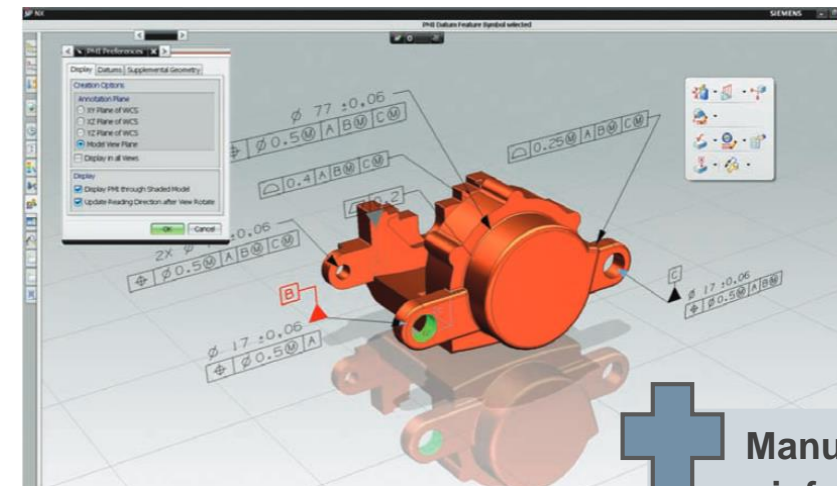 NX
SIEMENS
PMI Datum Feature Symbol selected
PMI Preferences
Display Datums Supplemental Geometry
Creation Options
Annotation Plane
XY Plane of WCS
XZ Plane of WCS
YZ Plane of WCS
Model View Plane
Display in all Views
Display
Display PMI through Shaded Model
Update Reading Direction after View Rotate
OK Cancel
Ø 77 ±0.06
⌖ Ø0.5Ⓜ A BⓂ CⓂ
⌓ 0.4 A BⓂ CⓂ
⌓ 0.25Ⓜ A BⓂ CⓂ
⏥ 0.2
2X Ø ±0.06
⌖ Ø0.5Ⓜ A BⓂ CⓂ
B
C
Ø 17 ±0.06
⌖ Ø0.5Ⓜ A BⓂ
Ø 17 ±0.06
⌖ Ø0.5Ⓜ A
Manu